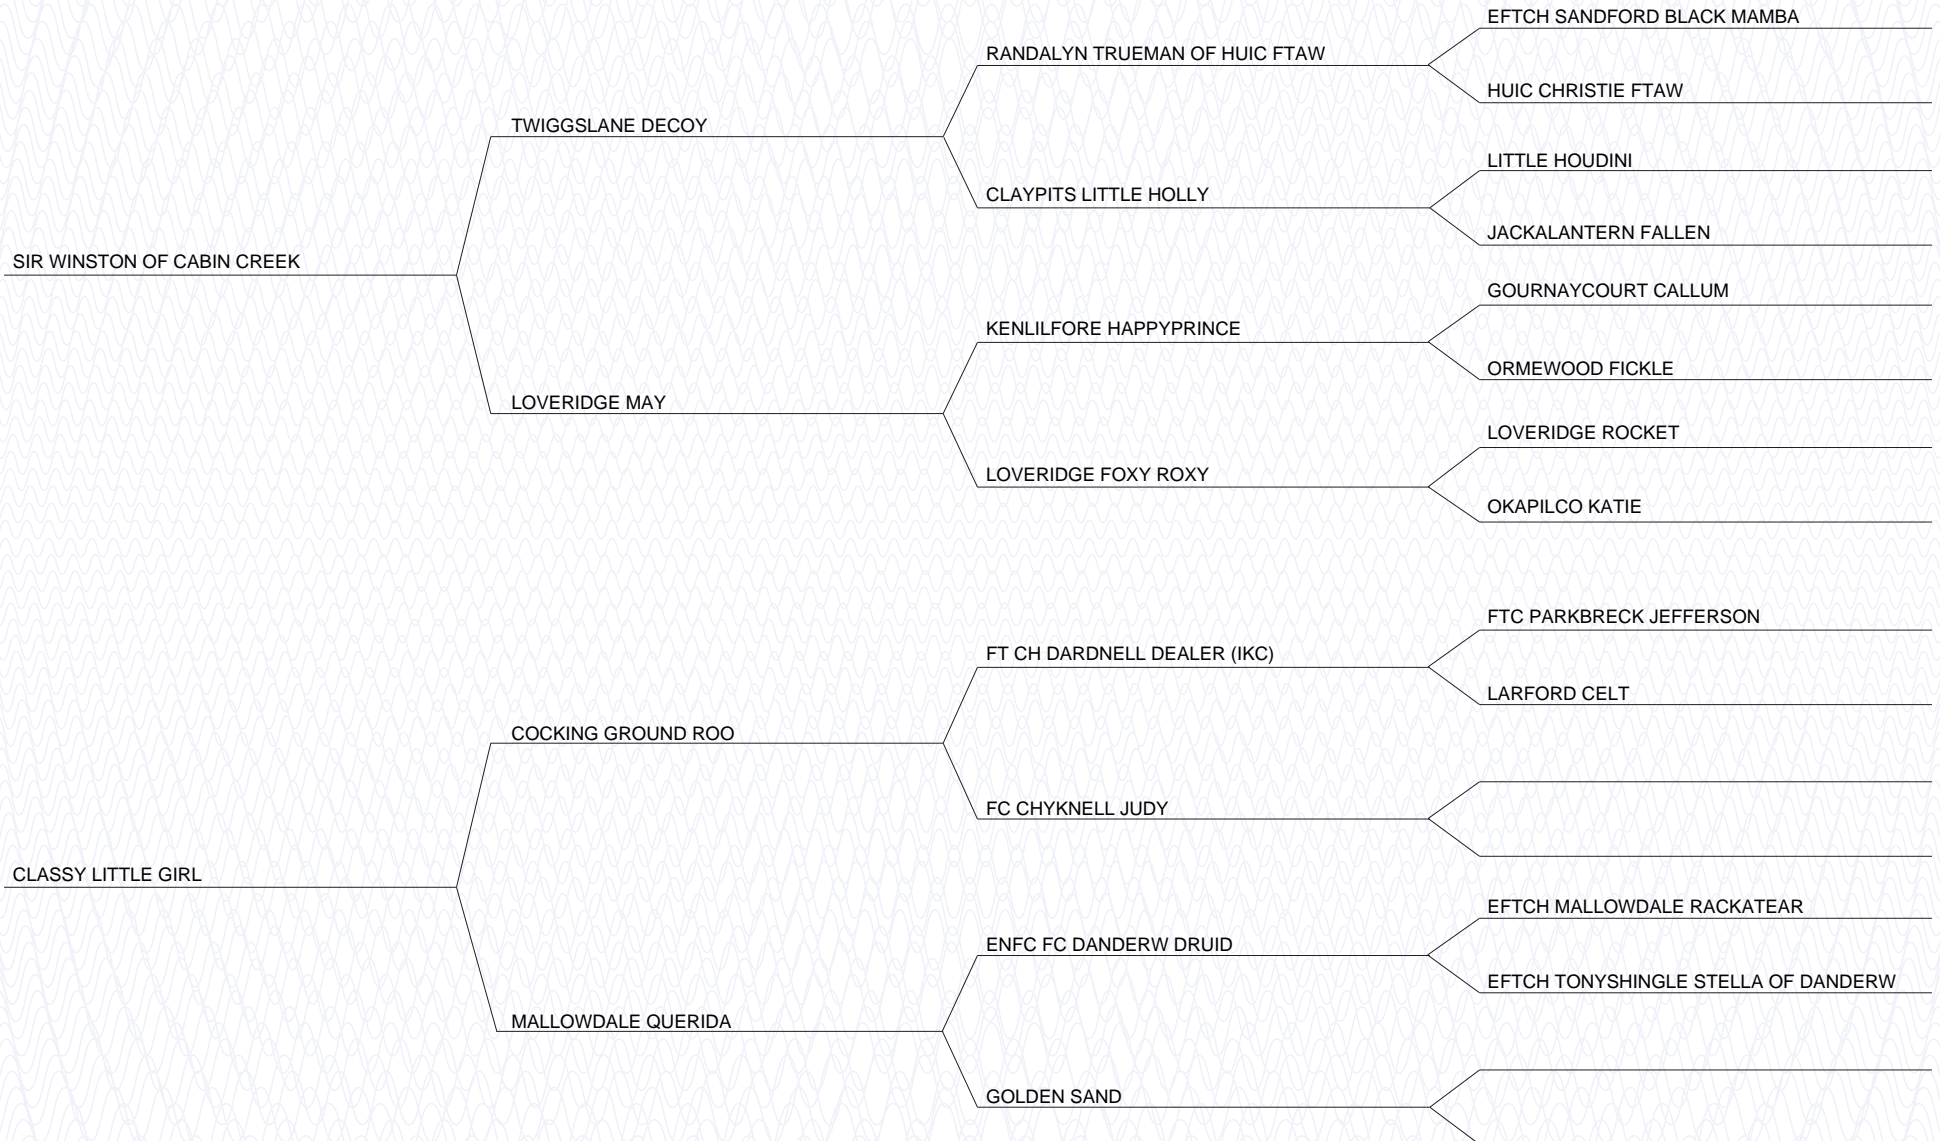 EFTCH SANDFORD BLACK MAMBA
RANDALYN TRUEMAN OF HUIC FTAW
HUIC CHRISTIE FTAW
TWIGGSLANE DECOY
LITTLE HOUDINI
CLAYPITS LITTLE HOLLY
JACKALANTERN FALLEN
SIR WINSTON OF CABIN CREEK
GOURNAYCOURT CALLUM
KENLILFORE HAPPYPRINCE
ORMEWOOD FICKLE
LOVERIDGE MAY
LOVERIDGE ROCKET
LOVERIDGE FOXY ROXY
OKAPILCO KATIE
FTC PARKBRECK JEFFERSON
FT CH DARDNELL DEALER (IKC)
LARFORD CELT
COCKING GROUND ROO
FC CHYKNELL JUDY
CLASSY LITTLE GIRL
EFTCH MALLOWDALE RACKATEAR
ENFC FC DANDERW DRUID
EFTCH TONYSHINGLE STELLA OF DANDERW
MALLOWDALE QUERIDA
GOLDEN SAND